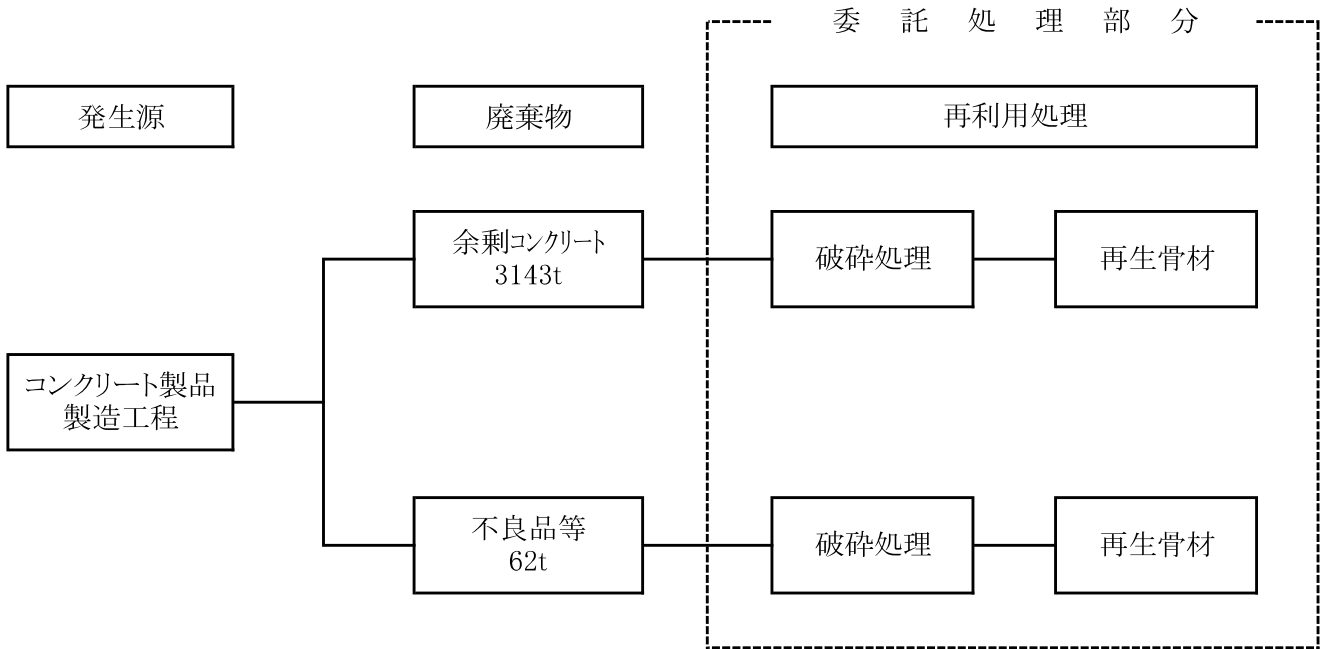 委託処理部分
発生源
廃棄物
再利用処理
余剰コンクリート
3143t
破砕処理
再生骨材
コンクリート製品
製造工程
不良品等
62t
破砕処理
再生骨材